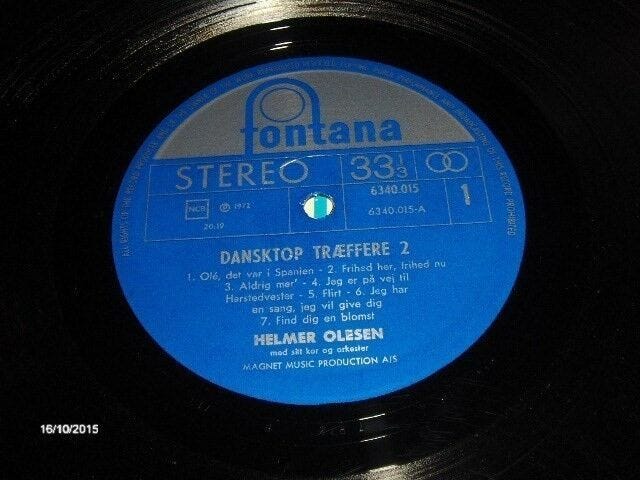 fontana
STEREO 33 1/3
NCB ℗ 1972 6340.015 1
20.19 6340.015-A
DANSKTOP TRÆFFERE 2
1. Olé, det var i Spanien - 2. Frihed her, frihed nu
3. Aldrig mer' - 4. Jeg er på vej til
Herstedvester - 5. Flirt - 6. Jeg har
en sang, jeg vil give dig
7. Find dig en blomst
HELMER OLESEN
med sit kor og orkester
MAGNET MUSIC PRODUCTION A/S
16/10/2015